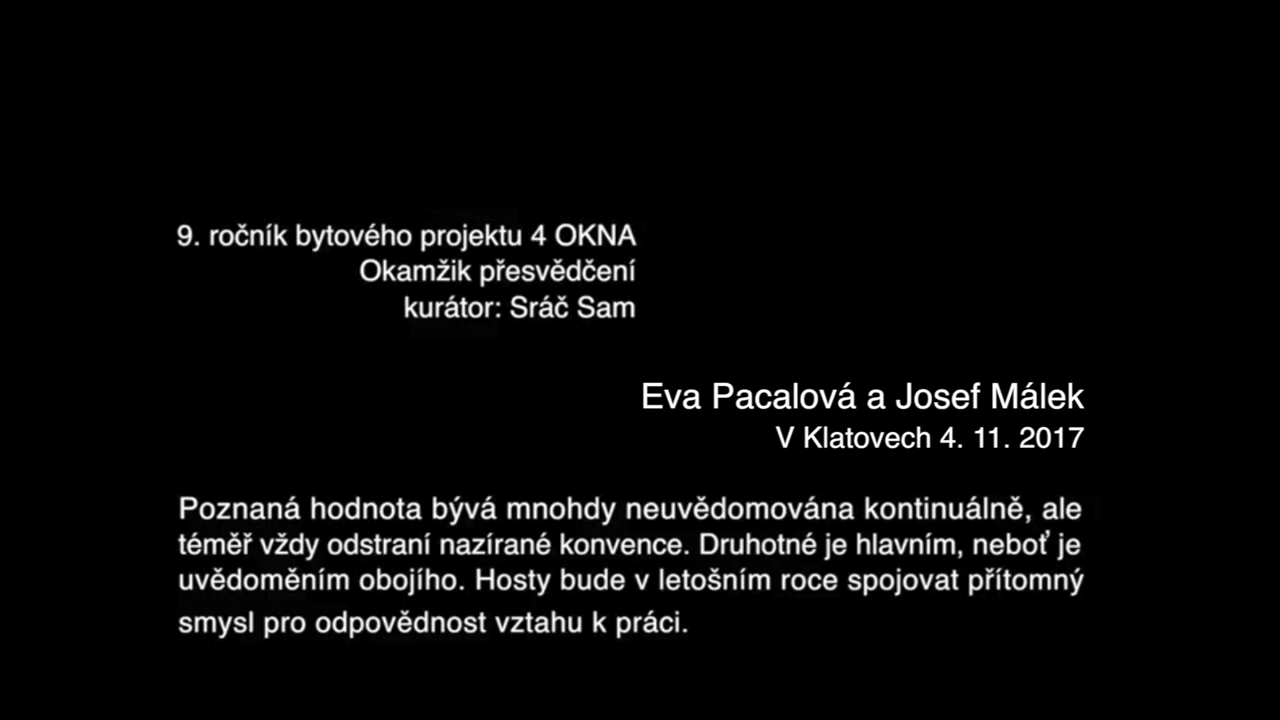 9. ročník bytového projektu 4 OKNA
Okamžik přesvědčení
kurátor: Sráč Sam
Eva Pacalová a Josef Málek
V Klatovech 4. 11. 2017
Poznaná hodnota bývá mnohdy neuvědomována kontinuálně, ale
téměř vždy odstraní nazírané konvence. Druhotné je hlavním, neboť je
uvědoměním obojího. Hosty bude v letošním roce spojovat přítomný
smysl pro odpovědnost vztahu k práci.